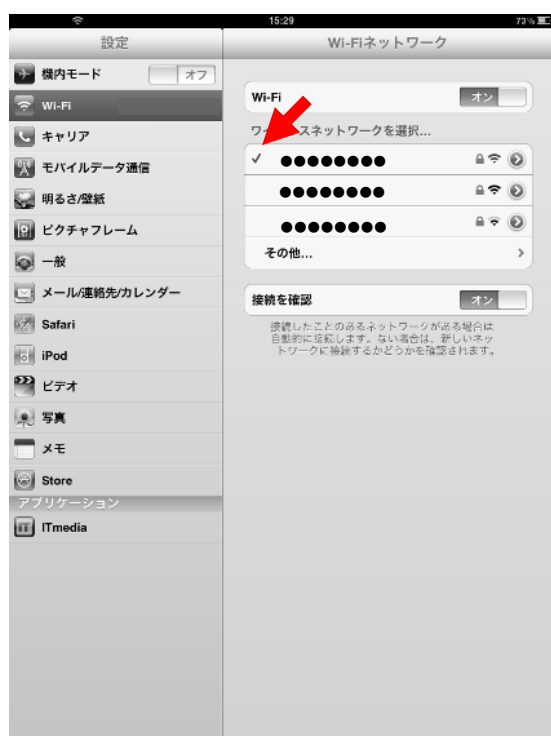 15:29
73%
設定
Wi-Fiネットワーク
機内モード
オフ
Wi-Fi
キャリア
モバイルデータ通信
明るさ/壁紙
ピクチャフレーム
一般
メール/連絡先/カレンダー
Safari
iPod
ビデオ
写真
メモ
Store
アプリケーション
ITmedia
Wi-Fi
オン
スネットワークを選択...
●●●●●●●●
●●●●●●●●
●●●●●●●●
その他...
接続を確認
オン
接続したことのあるネットワークがある場合は
自動的に接続します。ない場合は、新しいネッ
トワークに接続するかどうかを確認されます。